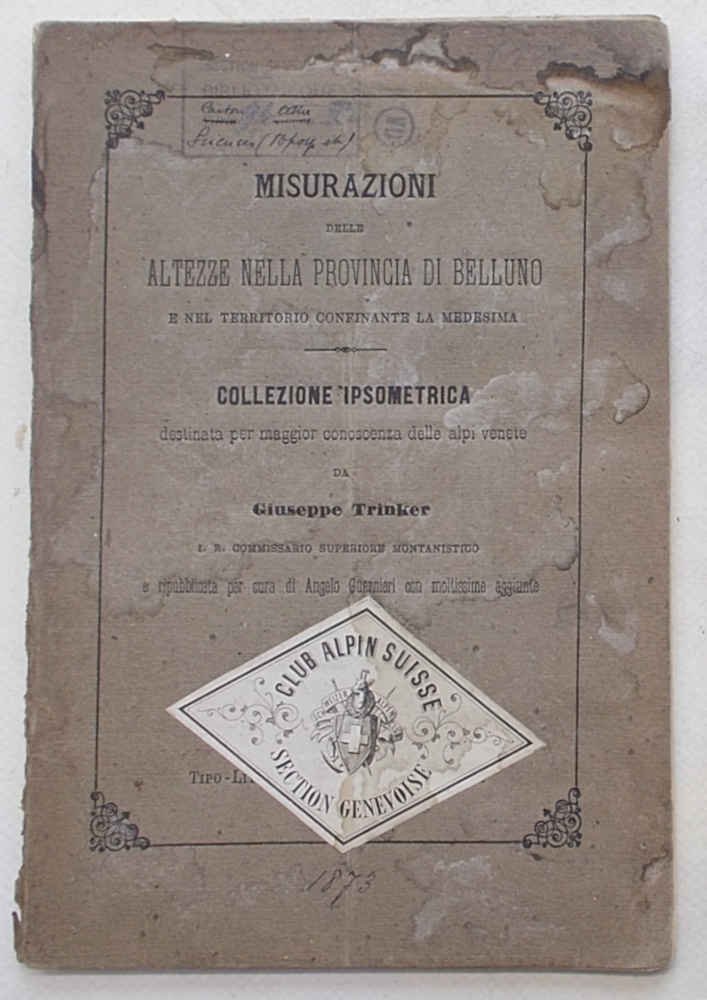 MISURAZIONI
DELLE
ALTEZZE NELLA PROVINCIA DI BELLUNO
E NEL TERRITORIO CONFINANTE LA MEDESIMA
COLLEZIONE IPSOMETRICA
destinata per maggior conoscenza delle alpi venete
DA
Giuseppe Trinker
I. R. COMMISSARIO SUPERIORE MONTANISTICO
e ripubblicata per cura di Angelo Guernieri con moltissime aggiunte
CLUB ALPIN SUISSE
SECTION GENEVOISE
TIPO-LI
1873